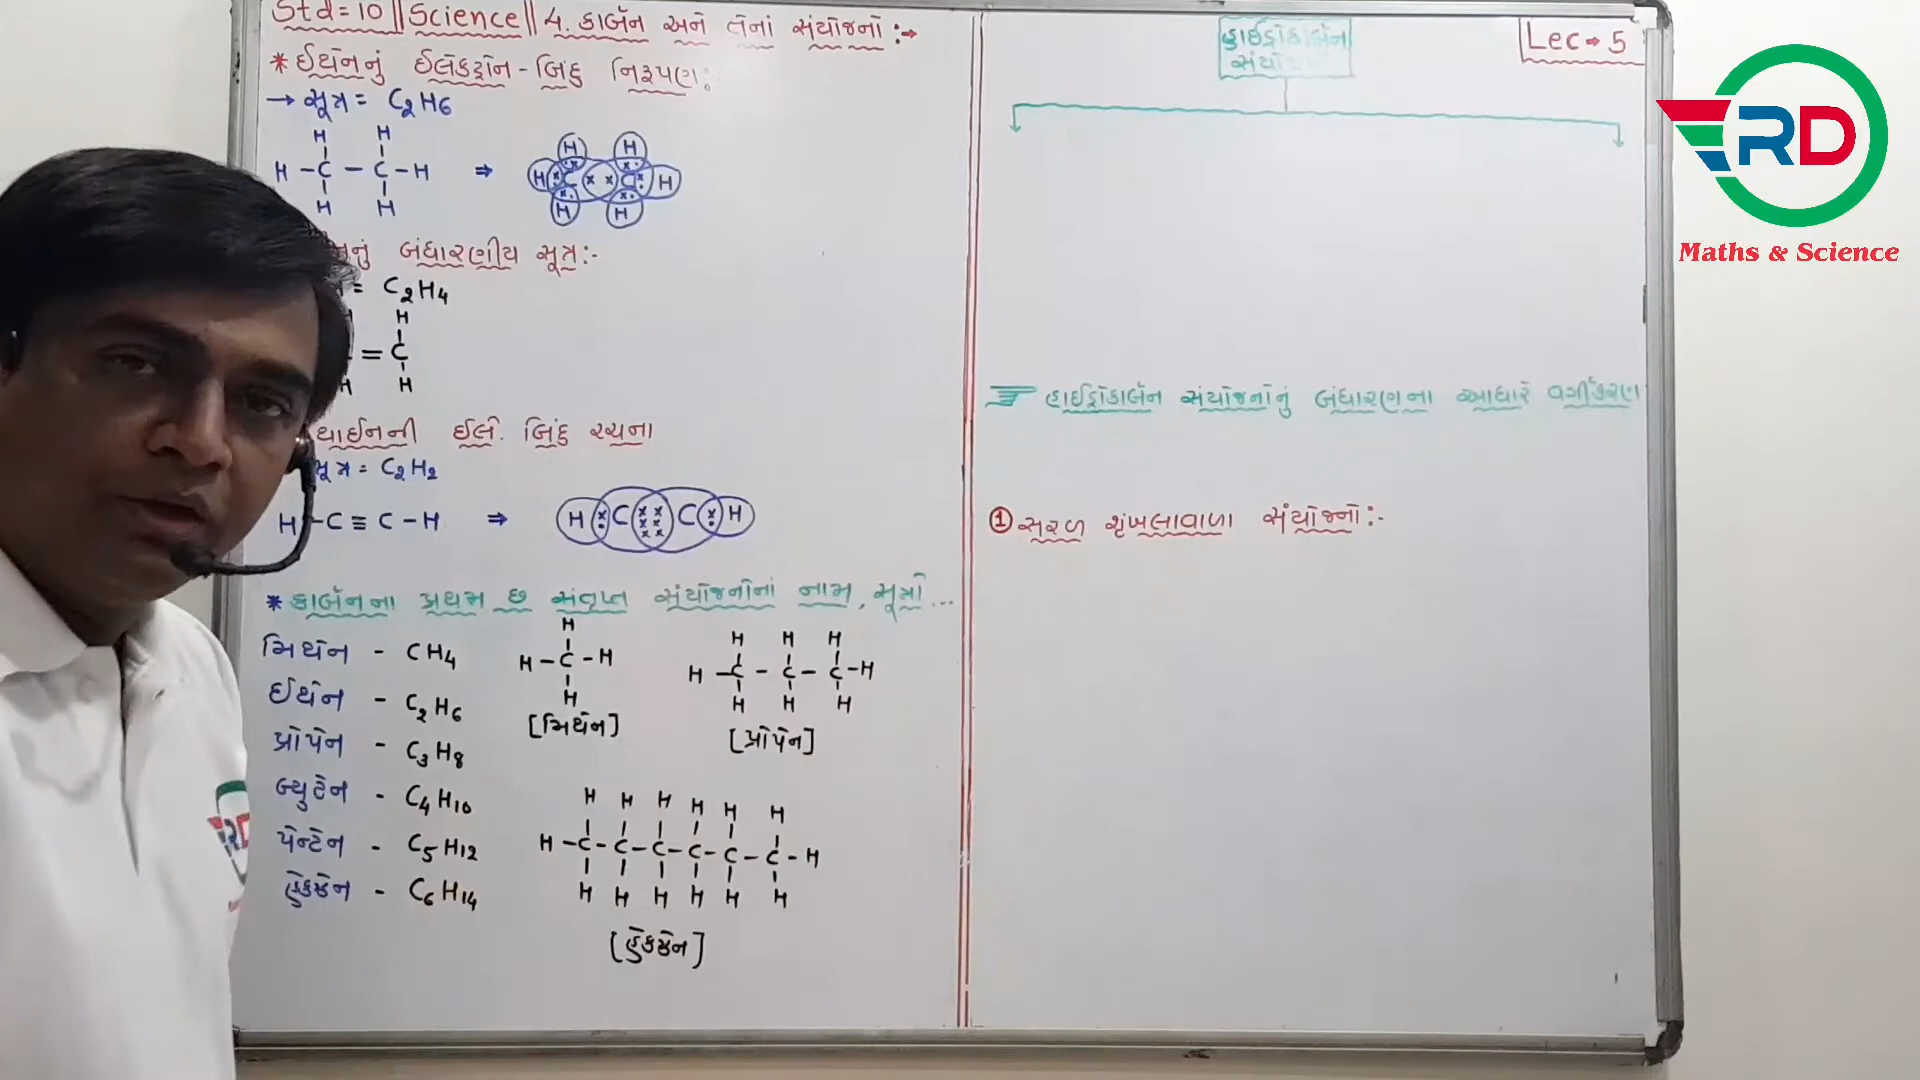 Std = 10 || Science || 4. કાર્બન અને તેનાં સંયોજનો :→
* ઈથેનનું ઈલેક્ટ્રોન - બિંદુ નિરૂપણ:
→ સૂત્ર = C2H6
H H
H - C - C - H ⇒ H H H C C H H H
H H
નું બંધારણીય સૂત્ર:-
= C2H4
H
= C
H H
થાઈનની ઈલે. બિંદુ રચના
સૂત્ર = C2H2
H - C ≡ C - H ⇒ H C C H
* કાર્બનના પ્રથમ છ સંતૃપ્ત સંયોજનોનાં નામ, સૂત્રો...
મિથેન - CH4
ઈથેન - C2H6
પ્રોપેન - C3H8
બ્યુટેન - C4H10
પેન્ટેન - C5H12
હેક્ઝેન - C6H14
H
H - C - H
H
[મિથેન]
H H H
H - C - C - C - H
H H H
[પ્રોપેન]
H H H H H H
H - C - C - C - C - C - C - H
H H H H H H
[હેક્ઝેન]
હાઈડ્રોકાર્બન
Lec → 5
હાઈડ્રોકાર્બન સંયોજનોનું બંધારણના આધારે વર્ગીકરણ
① સરળ શૃંખલાવાળા સંયોજનો:-
RD
Maths & Science
RD